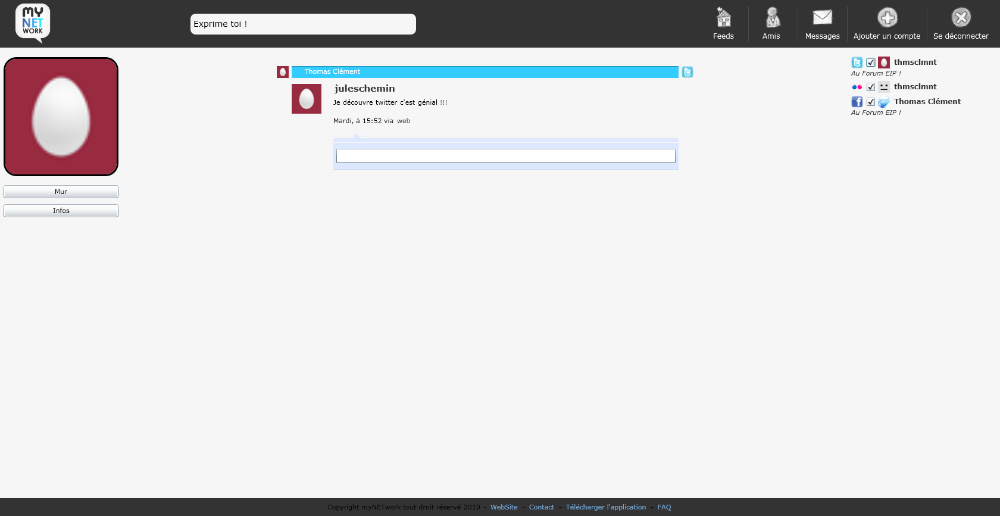 my
NET
WORK
Exprime toi !
Feeds
Amis
Messages
Ajouter un compte
Se déconnecter
Thomas Clément
juleschemin
Je découvre twitter c'est génial !!!
Mardi, à 15:52 via web
Mur
Infos
thmsclmnt
Au Forum EIP !
thmsclmnt
Thomas Clément
Au Forum EIP !
Copyright myNETwork tout droit réservé 2010 - WebSite - Contact - Télécharger l'application - FAQ